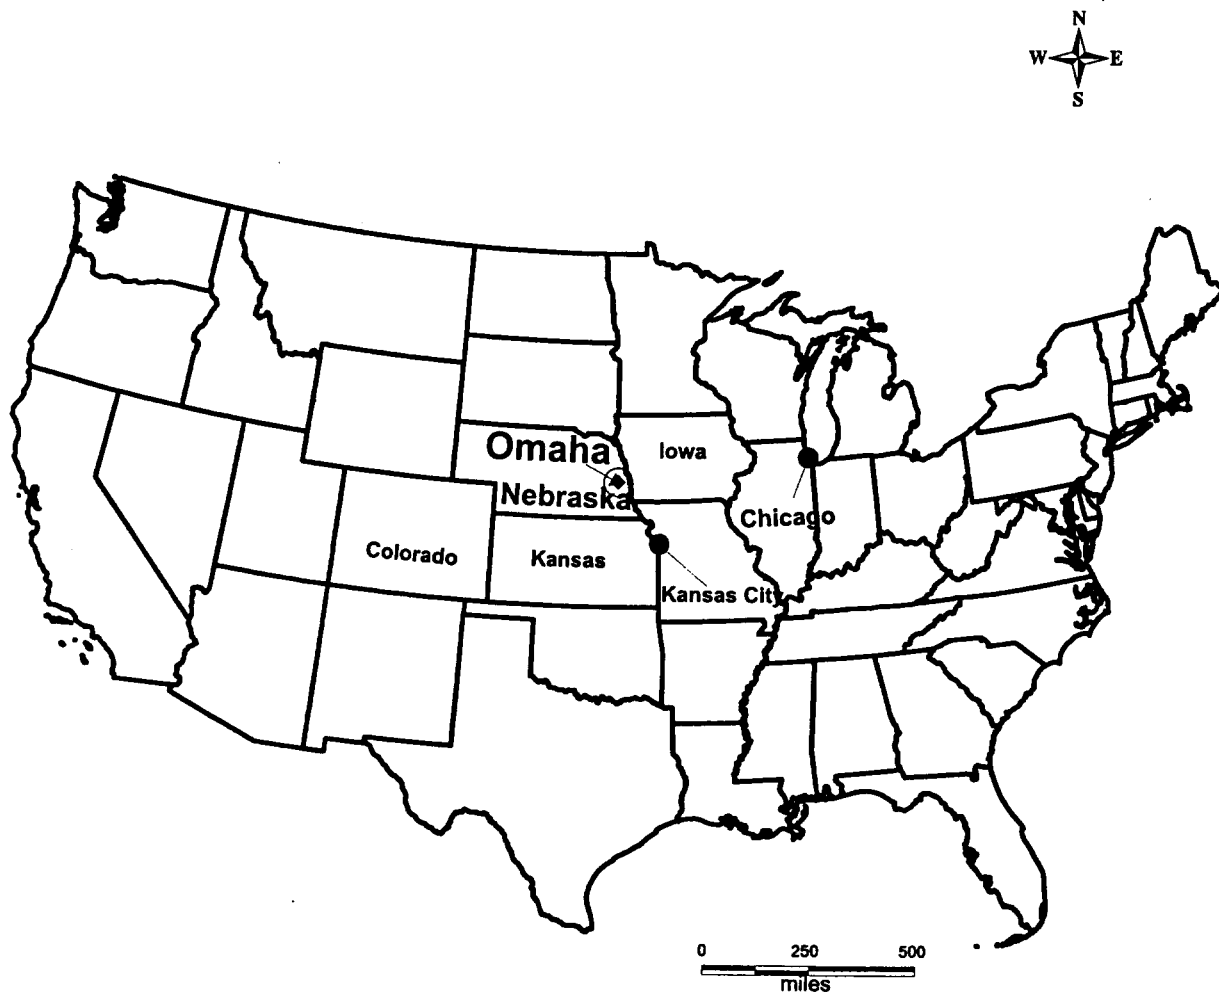 N
W E
S
Omaha
Iowa
Nebraska
Chicago
Colorado
Kansas
Kansas City
0 250 500
miles